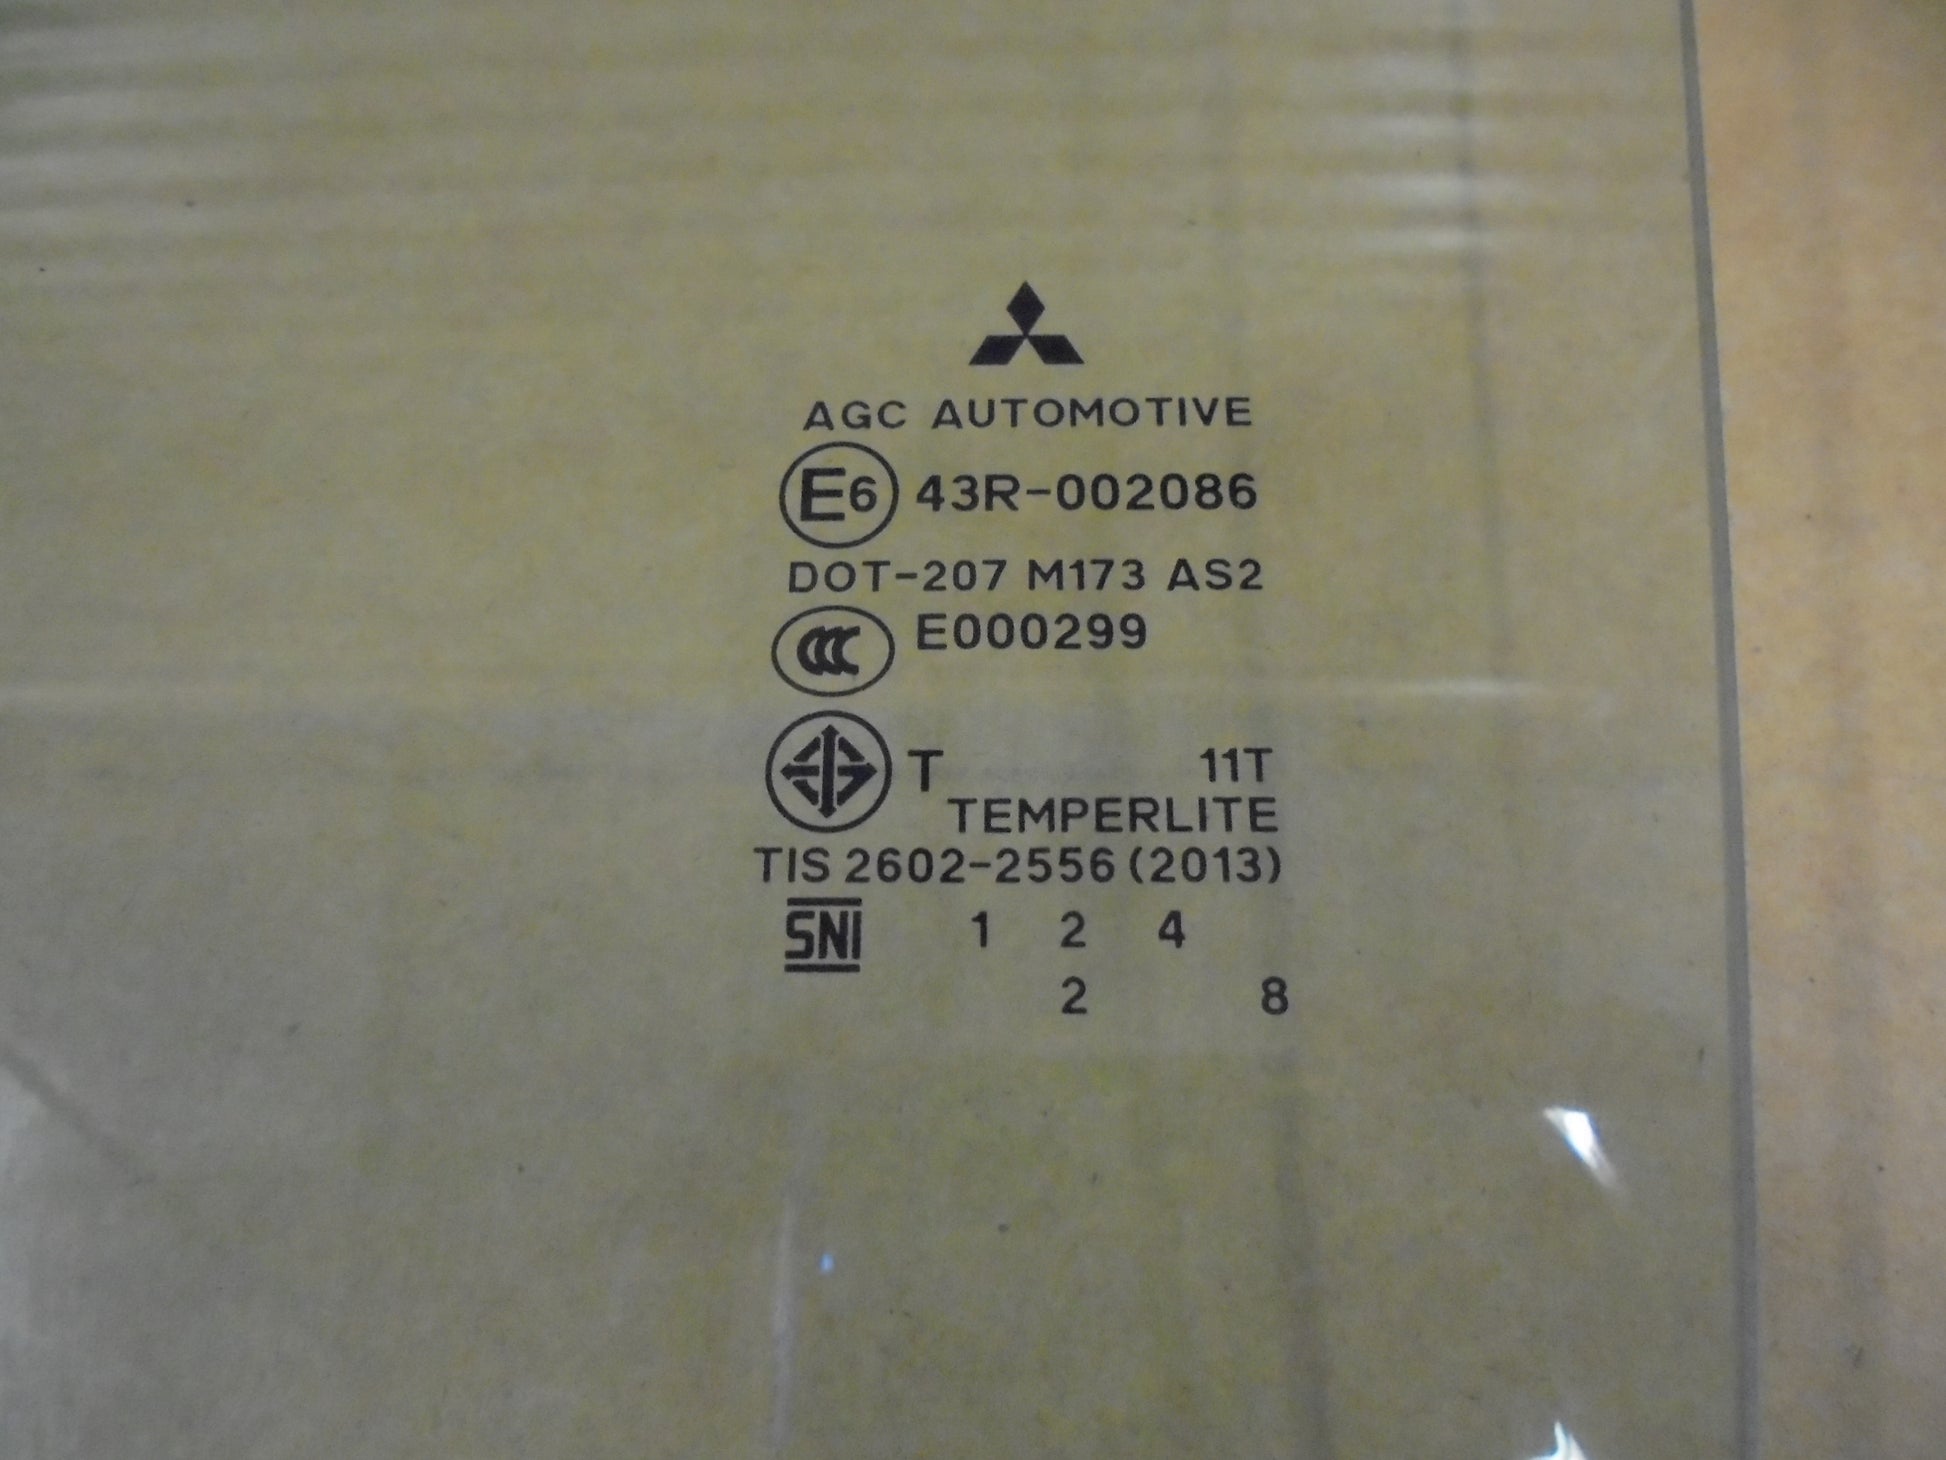 AGC AUTOMOTIVE
E6 43R-002086
DOT-207 M173 AS2
CCC E000299
T 11T
TEMPERLITE
TIS 2602-2556 (2013)
SNI 1 2 4
2 8